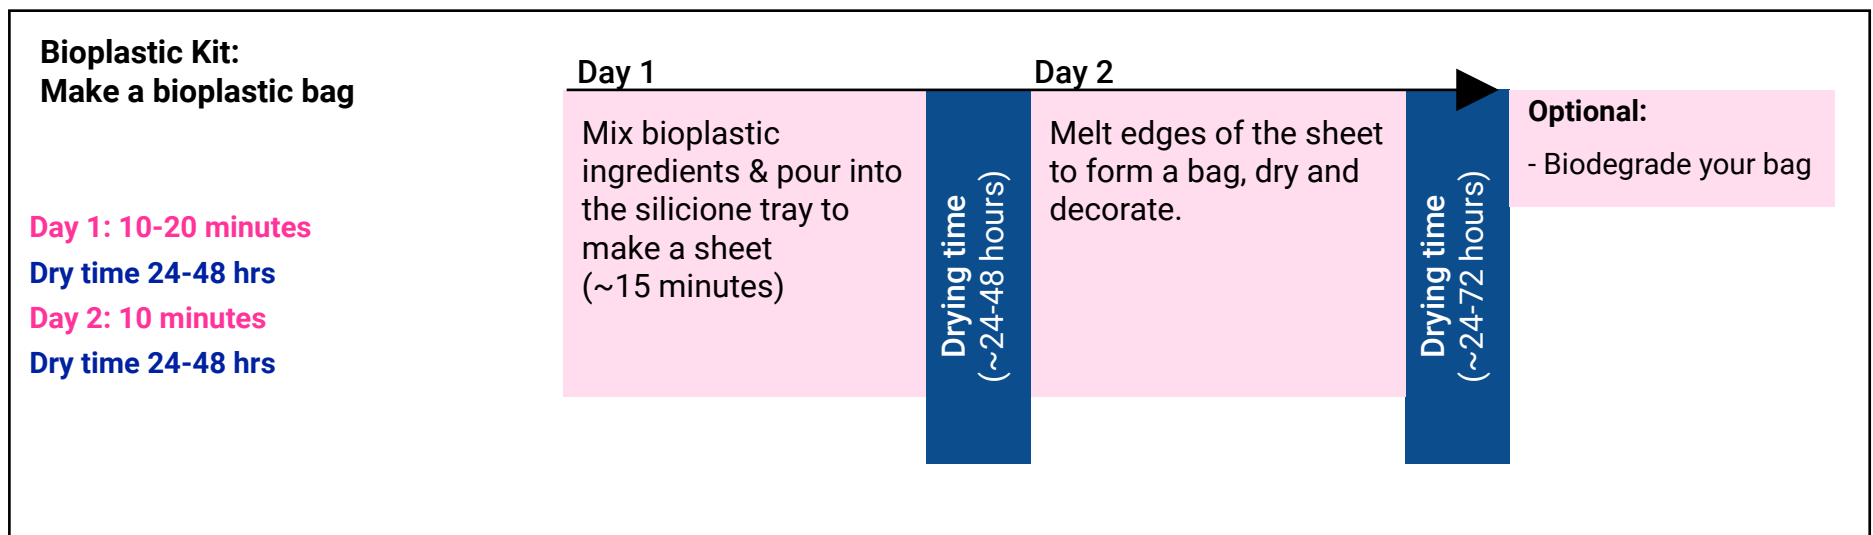 Bioplastic Kit:
Make a bioplastic bag
Day 1: 10-20 minutes
Dry time 24-48 hrs
Day 2: 10 minutes
Dry time 24-48 hrs
Day 1
Mix bioplastic
ingredients & pour into
the silicione tray to
make a sheet
(~15 minutes)
Drying time
(~24-48 hours)
Day 2
Melt edges of the sheet
to form a bag, dry and
decorate.
Drying time
(~24-72 hours)
Optional:
- Biodegrade your bag